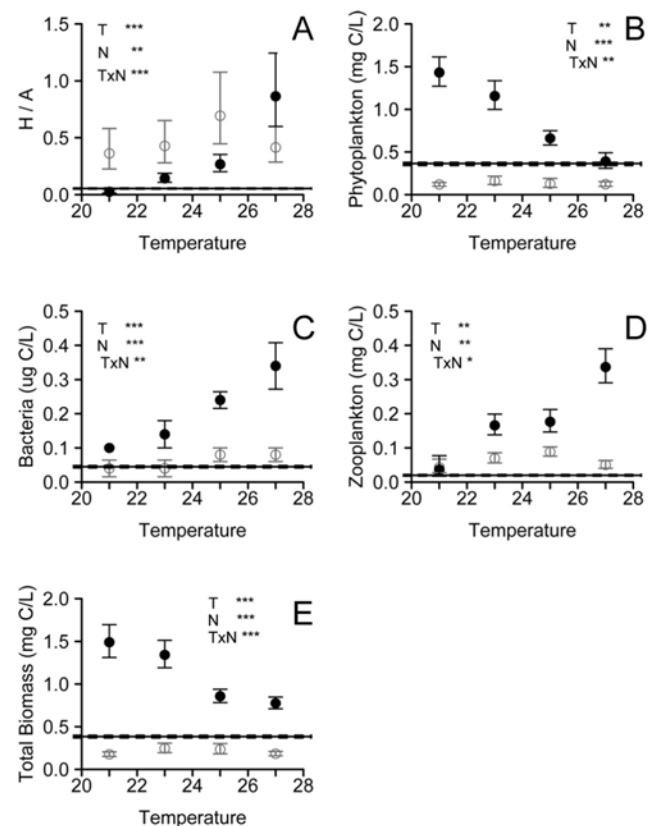 A
T ***
N **
TxN ***
H / A
1.5
1.0
0.5
0.0
20 22 24 26 28
Temperature
B
T **
N ***
TxN **
Phytoplankton (mg C/L)
2.0
1.5
1.0
0.5
0.0
20 22 24 26 28
Temperature
C
T ***
N ***
TxN **
Bacteria (ug C/L)
0.5
0.4
0.3
0.2
0.1
0.0
20 22 24 26 28
Temperature
D
T **
N **
TxN *
Zooplankton (mg C/L)
0.5
0.4
0.3
0.2
0.1
0.0
20 22 24 26 28
Temperature
E
T ***
N ***
TxN ***
Total Biomass (mg C/L)
2.0
1.5
1.0
0.5
0.0
20 22 24 26 28
Temperature